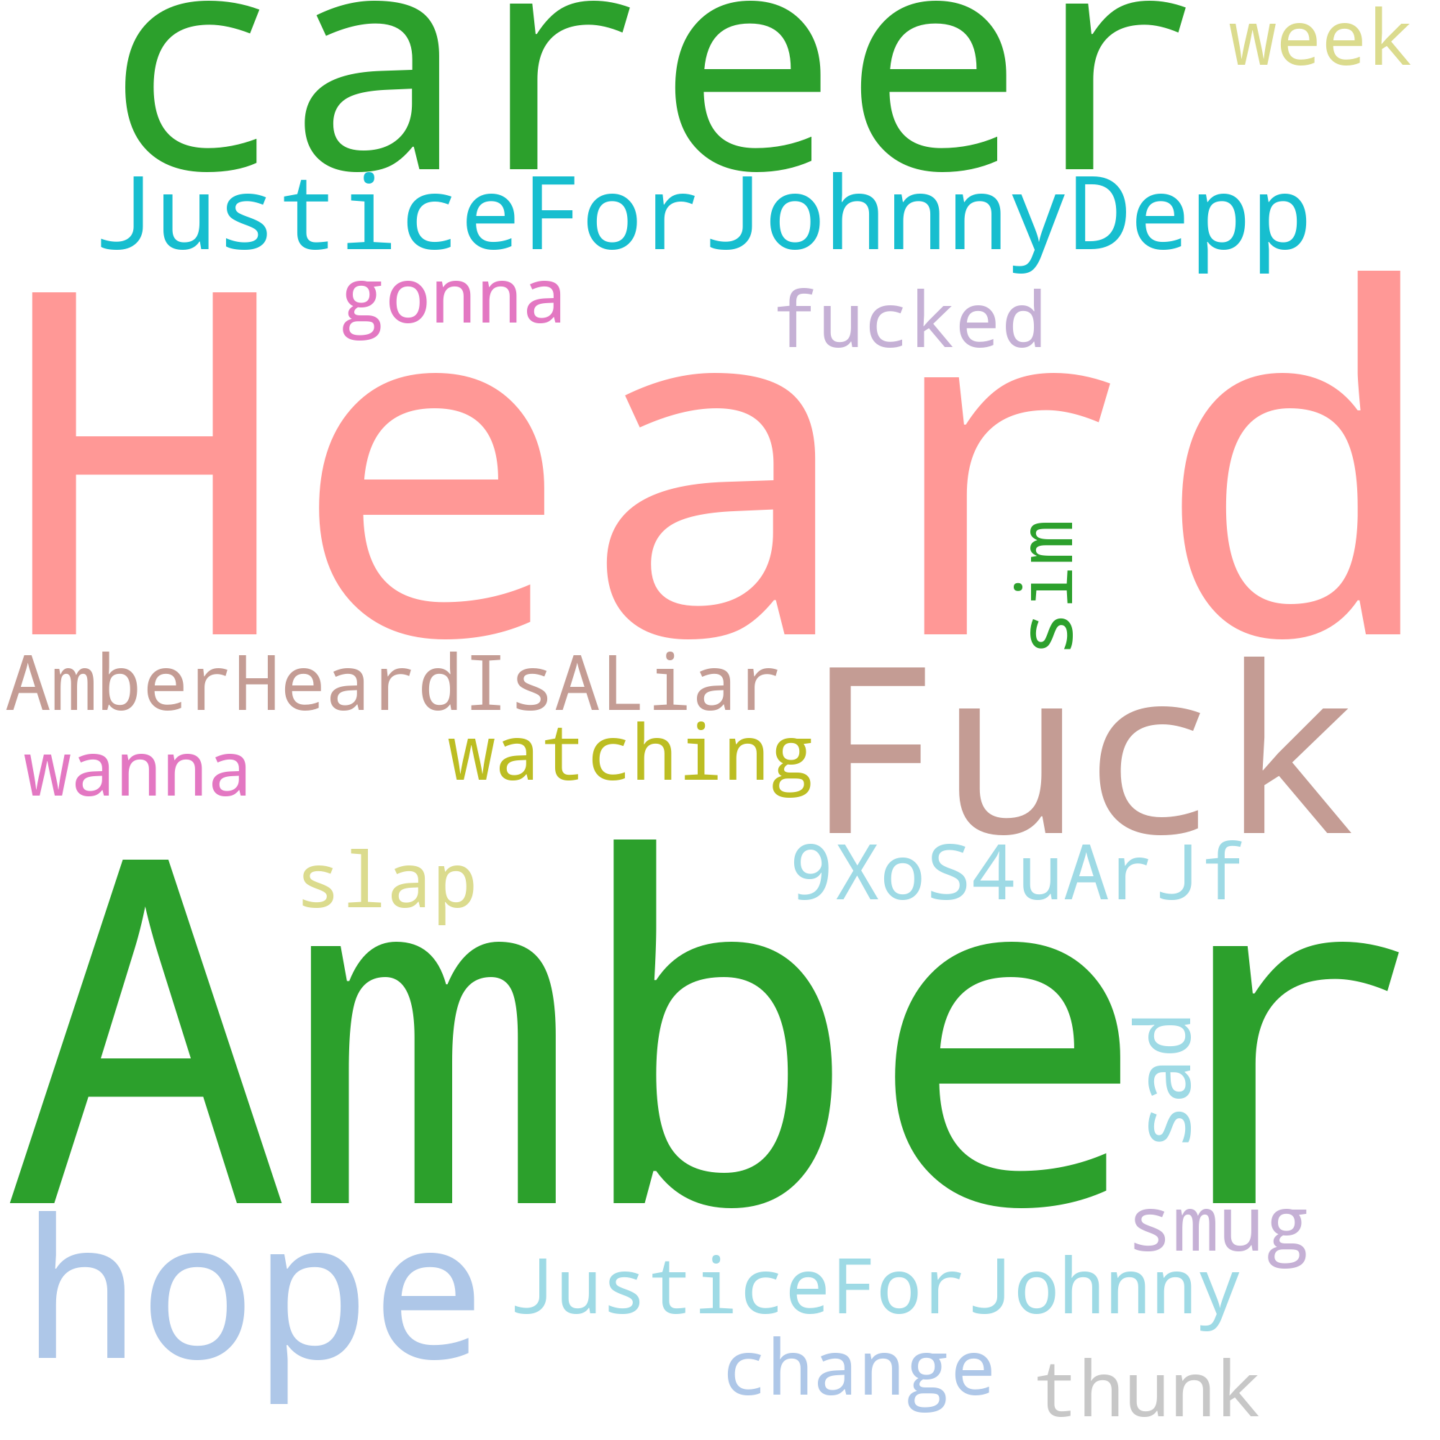 career
week
JusticeForJohnnyDepp
gonna
fucked
Heard
sim
AmberHeardIsALiar
Fuck
wanna
watching
slap
9XoS4uArJf
Amber
sad
smug
hope
JusticeForJohnny
change
thunk